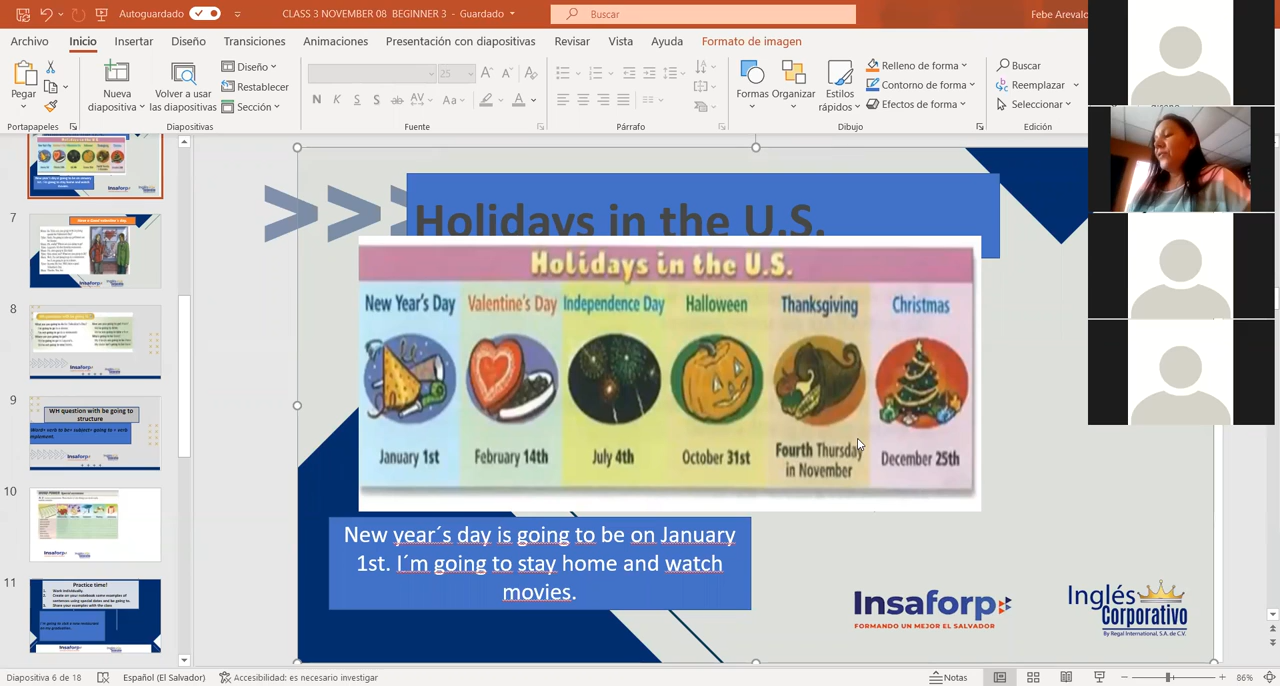 Autoguardado
CLASS 3 NOVEMBER 08 BEGINNER 3 - Guardado
Buscar
Febe Arevalo
Archivo Inicio Insertar Diseño Transiciones Animaciones Presentación con diapositivas Revisar Vista Ayuda Formato de imagen
Pegar
Nueva diapositiva
Volver a usar las diapositivas
Diseño
Restablecer
Sección
25
N K S S ab AV Aa A
Formas
Organizar
Estilos rápidos
Relleno de forma
Contorno de forma
Efectos de forma
Buscar
Reemplazar
Seleccionar
Portapapeles Diapositivas Fuente Párrafo Dibujo Edición
7
8
9
WH question with be going to
structure
10
11
Practice time!
Holidays in the U.S.
Holidays in the U.S.
New Year's Day Valentine's Day Independence Day Halloween Thanksgiving Christmas
January 1st February 14th July 4th October 31st Fourth Thursday in November December 25th
New year´s day is going to be on January
1st. I´m going to stay home and watch
movies.
Insaforp
FORMANDO UN MEJOR EL SALVADOR
Inglés
Corporativo
By Regal International, S.A. de C.V.
Diapositiva 6 de 18 Español (El Salvador) Accesibilidad: es necesario investigar Notas 86%